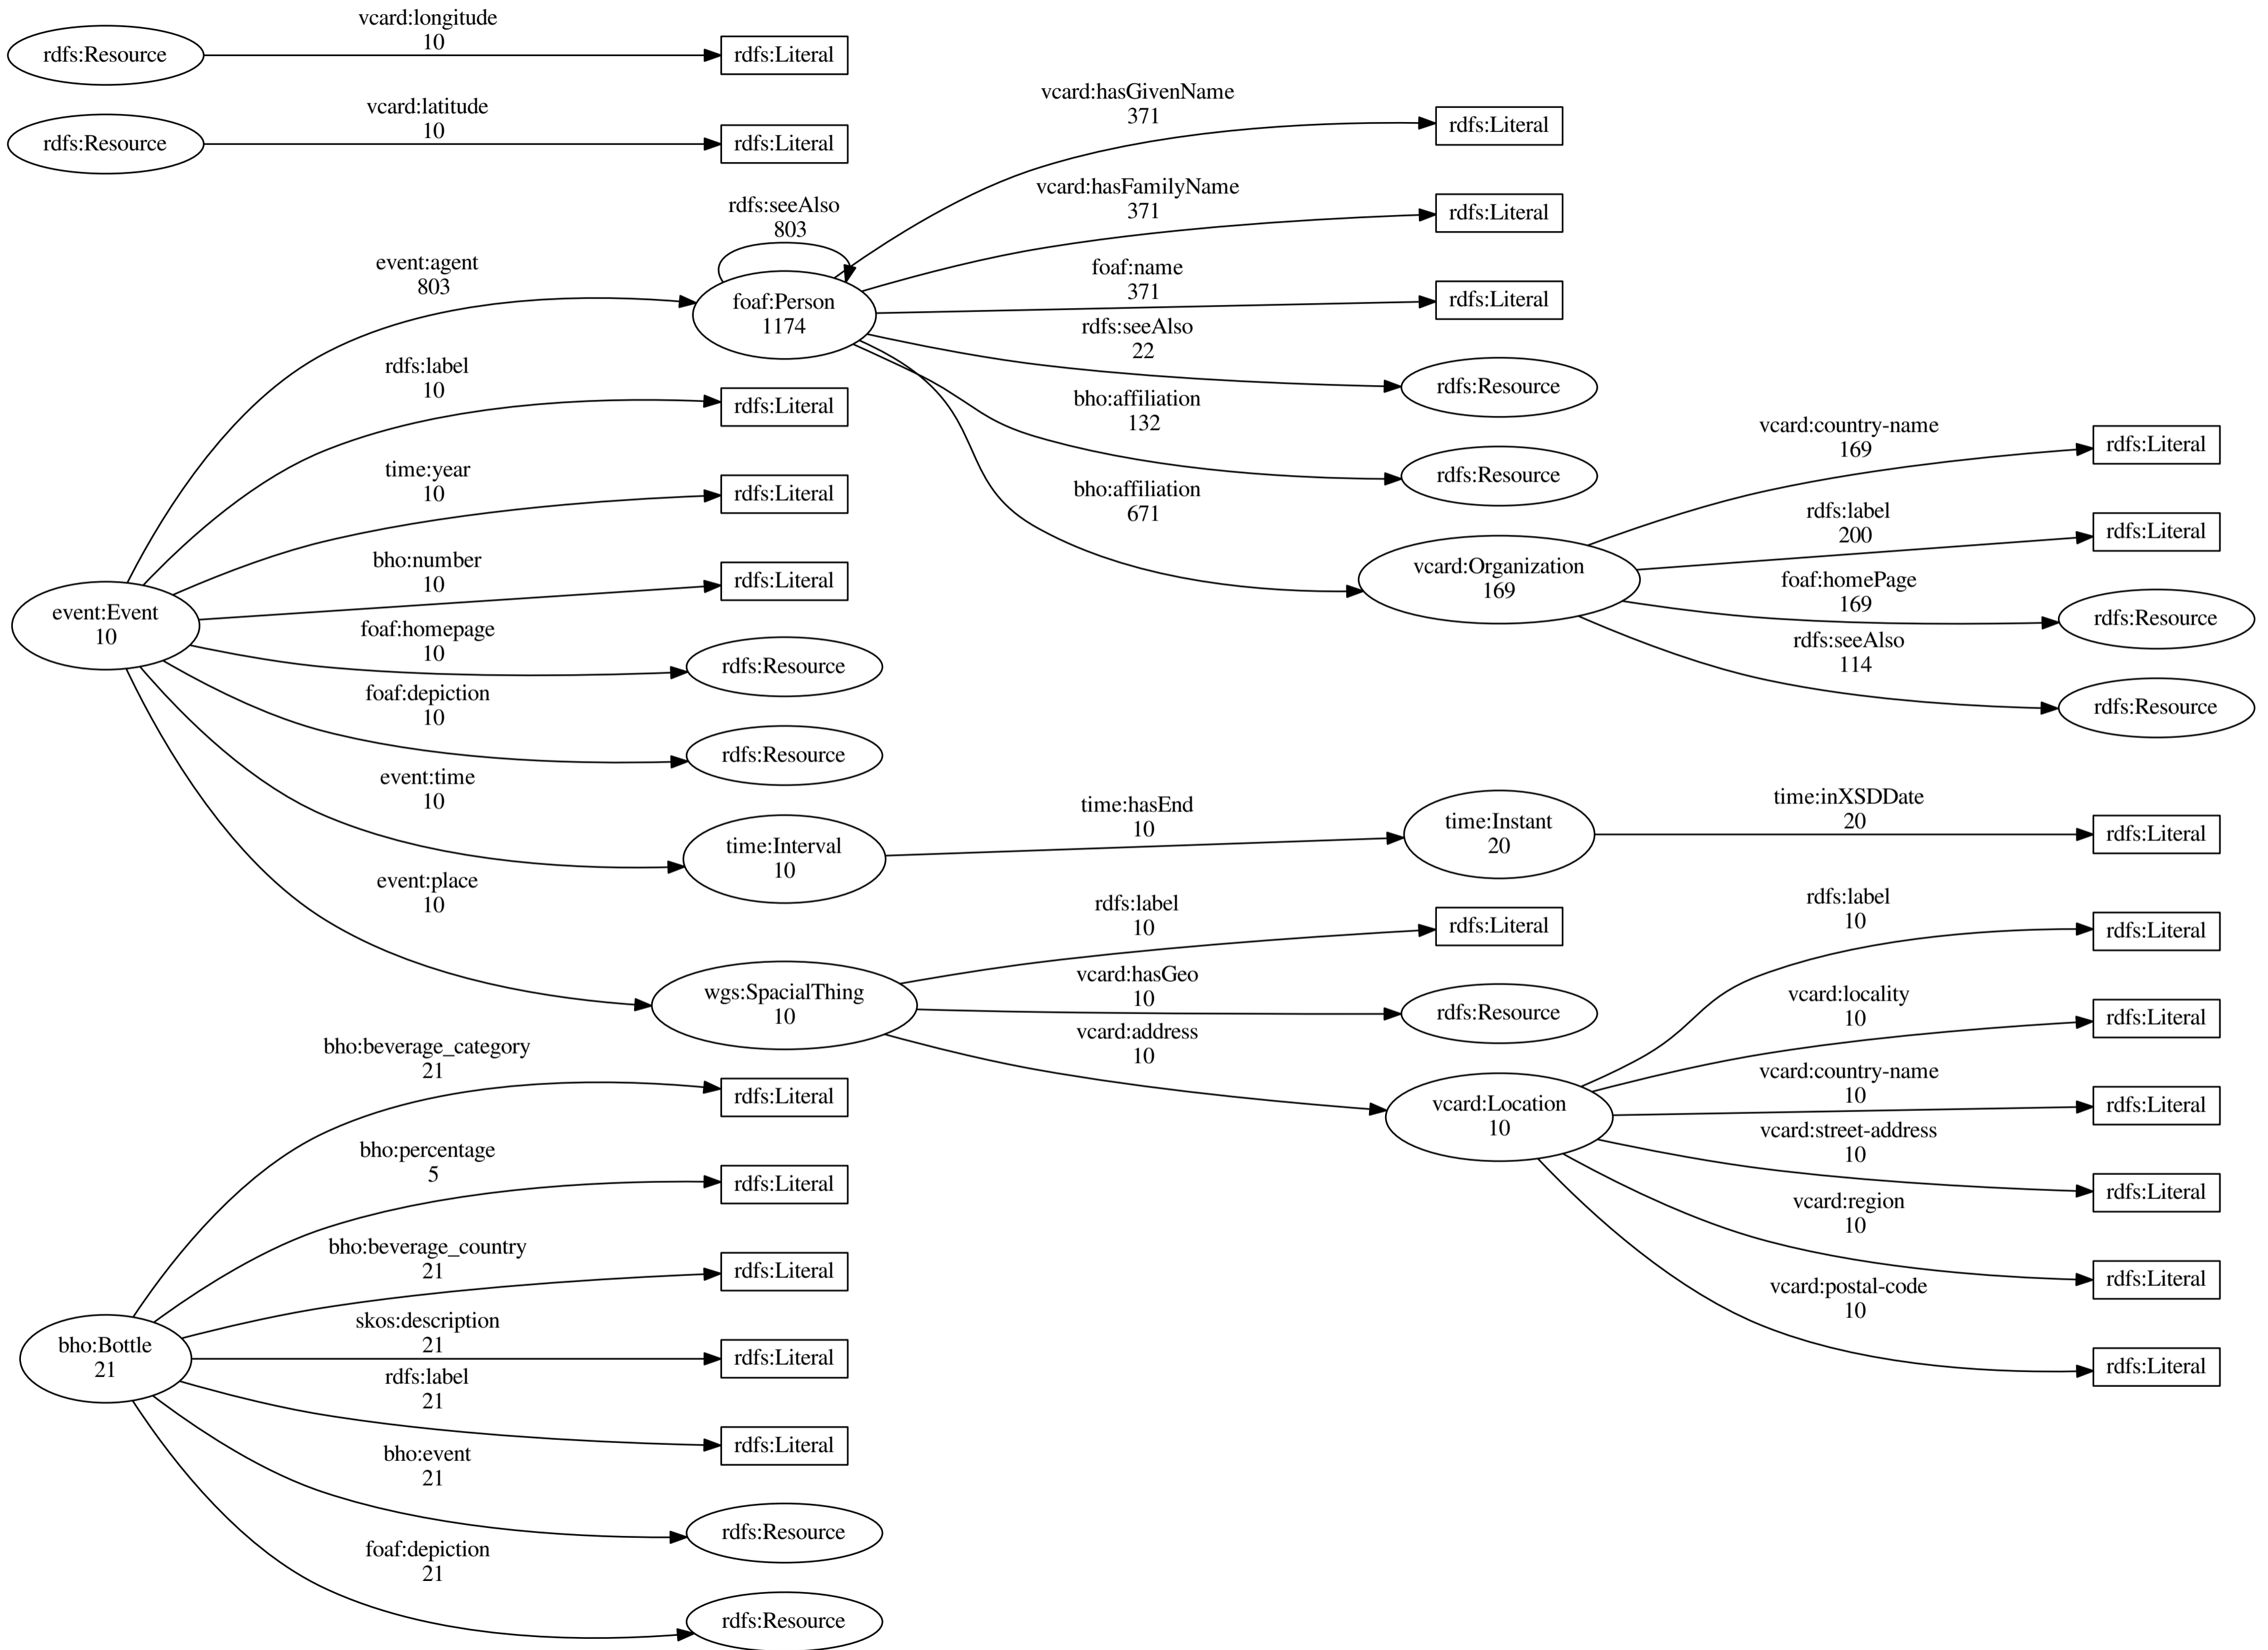 vcard:longitude
10
rdfs:Resource
rdfs:Literal
vcard:latitude
10
rdfs:Resource
rdfs:Literal
event:Event
10
event:agent
803
rdfs:label
10
rdfs:Literal
time:year
10
rdfs:Literal
bho:number
10
rdfs:Literal
foaf:homepage
10
rdfs:Resource
foaf:depiction
10
rdfs:Resource
event:time
10
event:place
10
rdfs:seeAlso
803
foaf:Person
1174
vcard:hasGivenName
371
rdfs:Literal
vcard:hasFamilyName
371
rdfs:Literal
foaf:name
371
rdfs:Literal
rdfs:seeAlso
22
rdfs:Resource
bho:affiliation
132
rdfs:Resource
bho:affiliation
671
vcard:Organization
169
vcard:country-name
169
rdfs:Literal
rdfs:label
200
rdfs:Literal
foaf:homePage
169
rdfs:Resource
rdfs:seeAlso
114
rdfs:Resource
time:Interval
10
time:hasEnd
10
time:Instant
20
time:inXSDDate
20
rdfs:Literal
wgs:SpacialThing
10
rdfs:label
10
rdfs:Literal
vcard:hasGeo
10
rdfs:Resource
vcard:address
10
vcard:Location
10
rdfs:label
10
rdfs:Literal
vcard:locality
10
rdfs:Literal
vcard:country-name
10
rdfs:Literal
vcard:street-address
10
rdfs:Literal
vcard:region
10
rdfs:Literal
vcard:postal-code
10
rdfs:Literal
bho:Bottle
21
bho:beverage_category
21
rdfs:Literal
bho:percentage
5
rdfs:Literal
bho:beverage_country
21
rdfs:Literal
skos:description
21
rdfs:Literal
rdfs:label
21
rdfs:Literal
bho:event
21
rdfs:Resource
foaf:depiction
21
rdfs:Resource